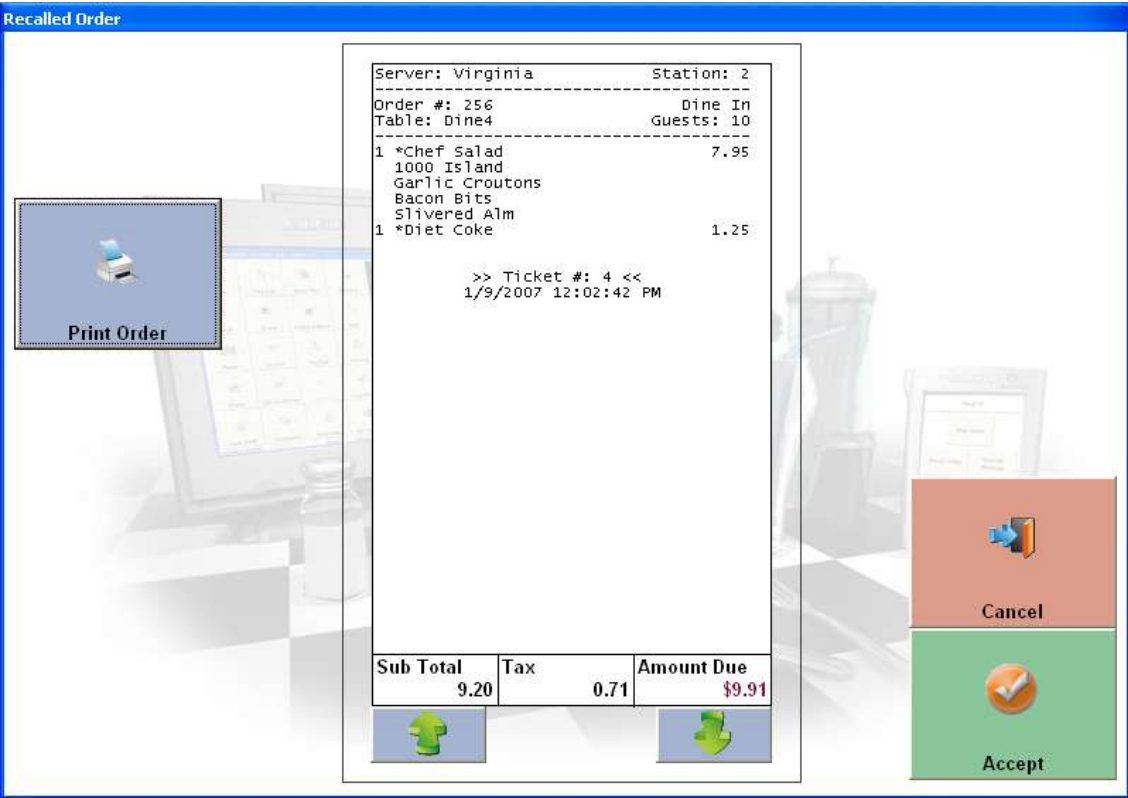 Recalled Order
Server: Virginia Station: 2
Order #: 256 Dine In
Table: Dine4 Guests: 10
1 *Chef Salad 7.95
1000 Island
Garlic Croutons
Bacon Bits
Slivered Alm
1 *Diet Coke 1.25
>> Ticket #: 4 <<
1/9/2007 12:02:42 PM
Print Order
Cancel
Sub Total Tax Amount Due
9.20 0.71 $9.91
Accept